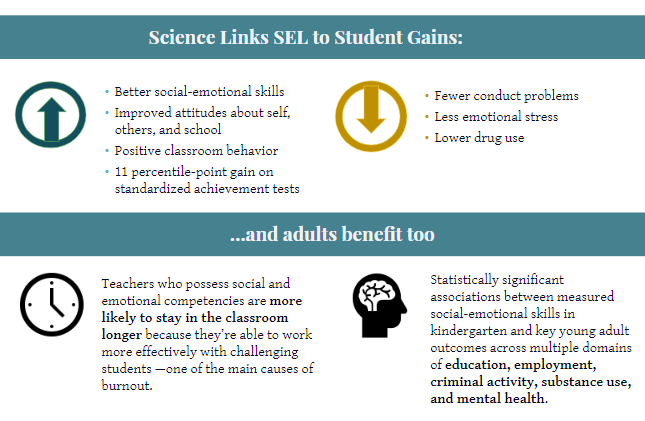 Science Links SEL to Student Gains:
• Better social-emotional skills
• Improved attitudes about self,
others, and school
• Positive classroom behavior
• 11 percentile-point gain on
standardized achievement tests
• Fewer conduct problems
• Less emotional stress
• Lower drug use
...and adults benefit too
Teachers who possess social and
emotional competencies are more
likely to stay in the classroom
longer because they're able to work
more effectively with challenging
students —one of the main causes of
burnout.
Statistically significant
associations between measured
social-emotional skills in
kindergarten and key young adult
outcomes across multiple domains
of education, employment,
criminal activity, substance use,
and mental health.